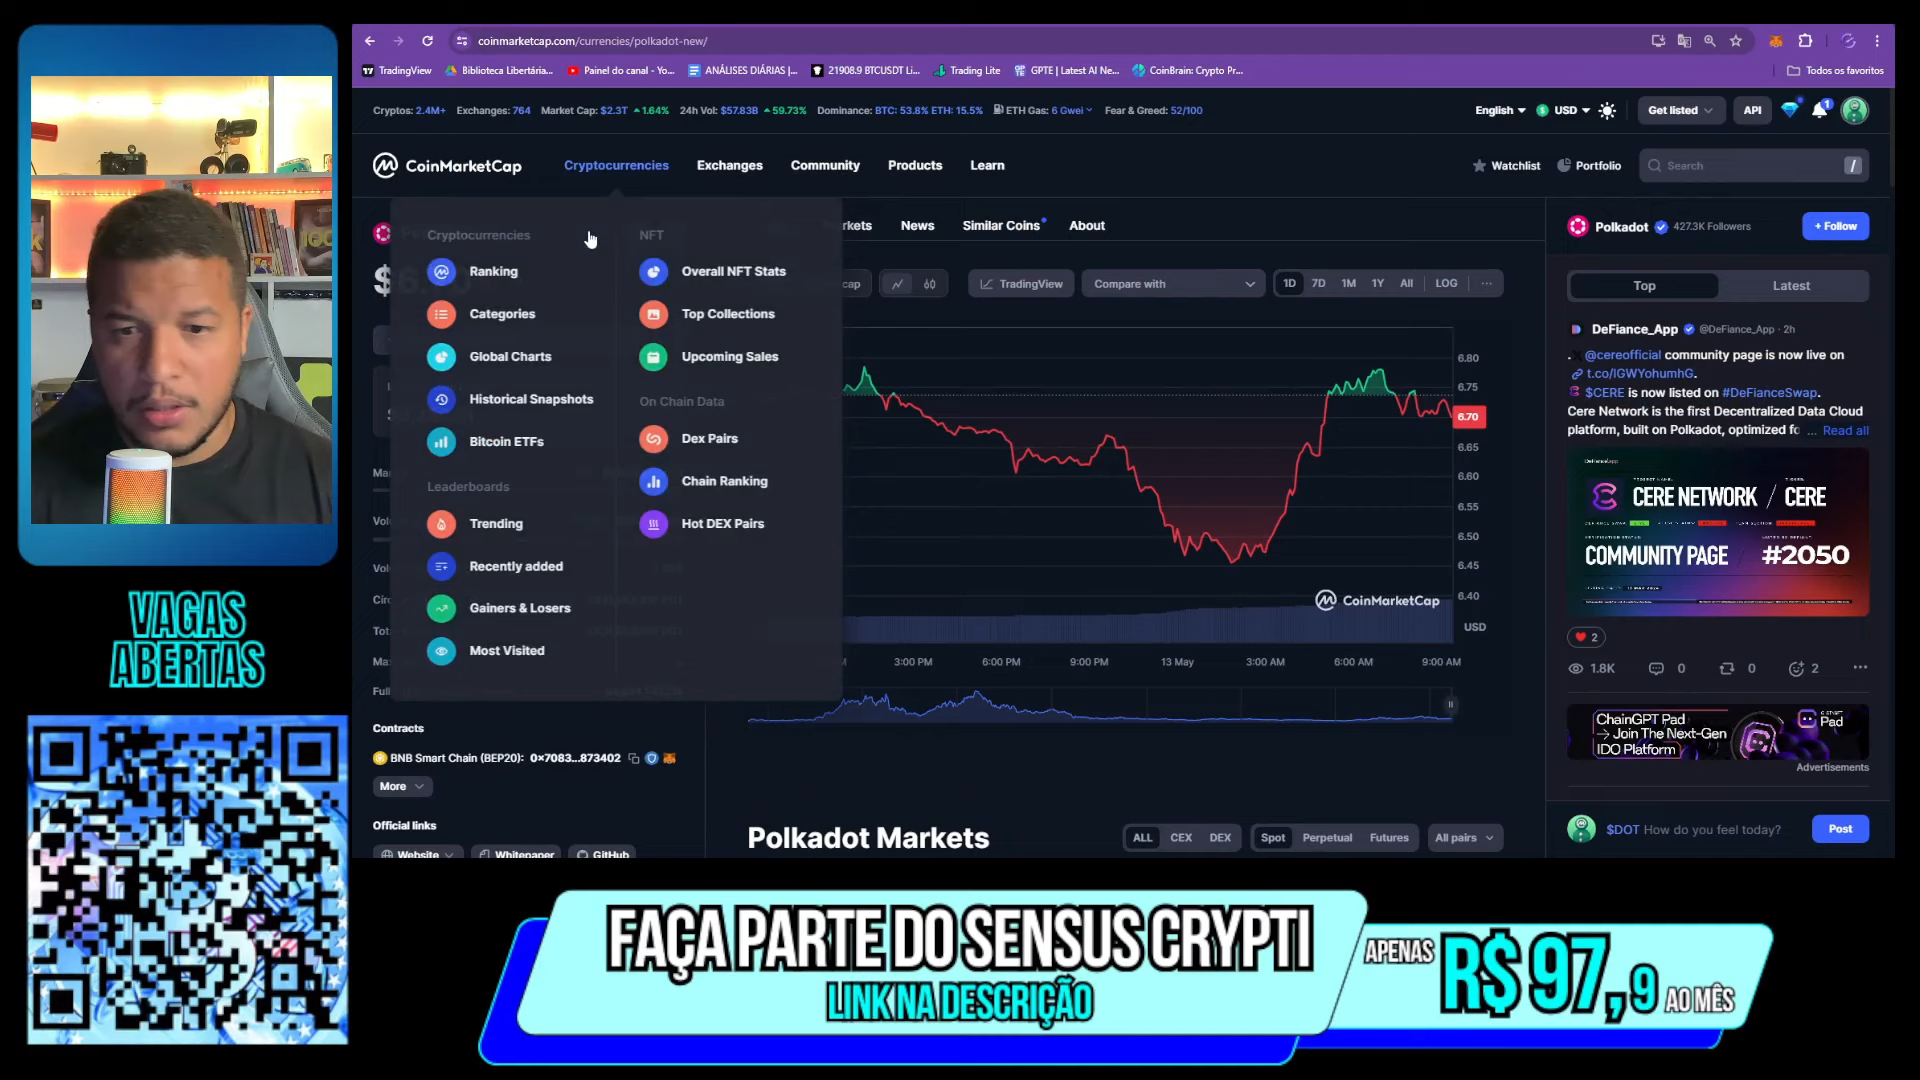 coinmarketcap.com/currencies/polkadot-new/
TradingView
Biblioteca Libertária...
Painel do canal - Yo...
ANÁLISES DIÁRIAS |...
21908.9 BTCUSDT Li...
Trading Lite
GPTE | Latest AI Ne...
CoinBrain: Crypto Pr...
Todos os favoritos
Cryptos: 2.4M+ Exchanges: 764 Market Cap: $2.3T 1.64% 24h Vol: $57.83B 59.73% Dominance: BTC: 53.8% ETH: 15.5% ETH Gas: 6 Gwei Fear & Greed: 52/100
English USD Get listed API 1
CoinMarketCap Cryptocurrencies Exchanges Community Products Learn
Watchlist Portfolio Search /
Cryptocurrencies
Ranking
Categories
Global Charts
Historical Snapshots
Bitcoin ETFs
Leaderboards
Trending
Recently added
Gainers & Losers
Most Visited
NFT
Overall NFT Stats
Top Collections
Upcoming Sales
On Chain Data
Dex Pairs
Chain Ranking
Hot DEX Pairs
rkets News Similar Coins About
cap TradingView Compare with 1D 7D 1M 1Y All LOG ...
6.80
6.75
6.70
6.65
6.60
6.55
6.50
6.45
6.40
USD
CoinMarketCap
3:00 PM 6:00 PM 9:00 PM 13 May 3:00 AM 6:00 AM 9:00 AM
Contracts
BNB Smart Chain (BEP20): 0x7083...873402
More
Official links
Website Whitepaper GitHub
Polkadot Markets
ALL CEX DEX Spot Perpetual Futures All pairs
Polkadot 427.3K Followers + Follow
Top Latest
DeFiance_App @DeFiance_App · 2h
. @cereofficial community page is now live on
t.co/lGWYohumhG.
$CERE is now listed on #DeFianceSwap.
Cere Network is the first Decentralized Data Cloud
platform, built on Polkadot, optimized fo ... Read all
CERE NETWORK / CERE
COMMUNITY PAGE / #2050
2
1.8K 0 0 2 ...
ChainGPT Pad
→ Join The Next-Gen
IDO Platform
Pad
Advertisements
$DOT How do you feel today? Post
VAGAS
ABERTAS
FAÇA PARTE DO SENSUS CRYPTI
LINK NA DESCRIÇÃO
APENAS R$ 97,9 AO MÊS